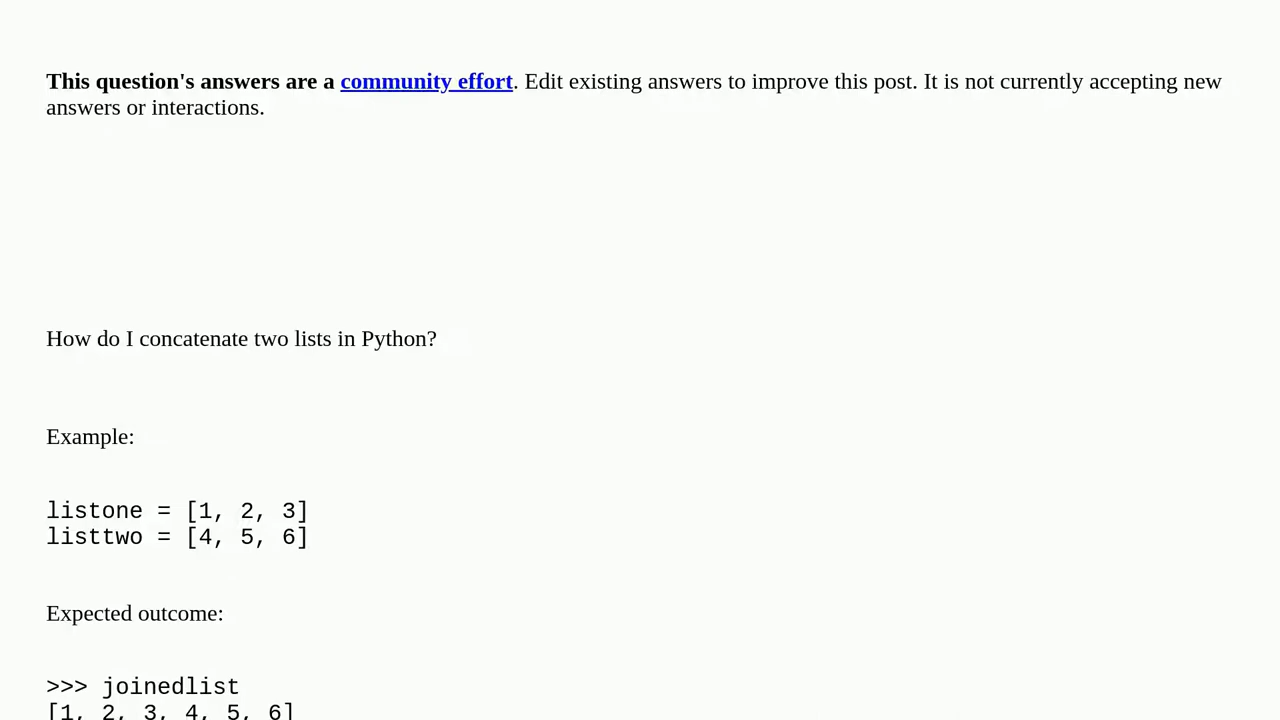 This question's answers are a community effort. Edit existing answers to improve this post. It is not currently accepting new
answers or interactions.
How do I concatenate two lists in Python?
Example:
listone = [1, 2, 3]
listtwo = [4, 5, 6]
Expected outcome:
>>> joinedlist
[1, 2, 3, 4, 5, 6]